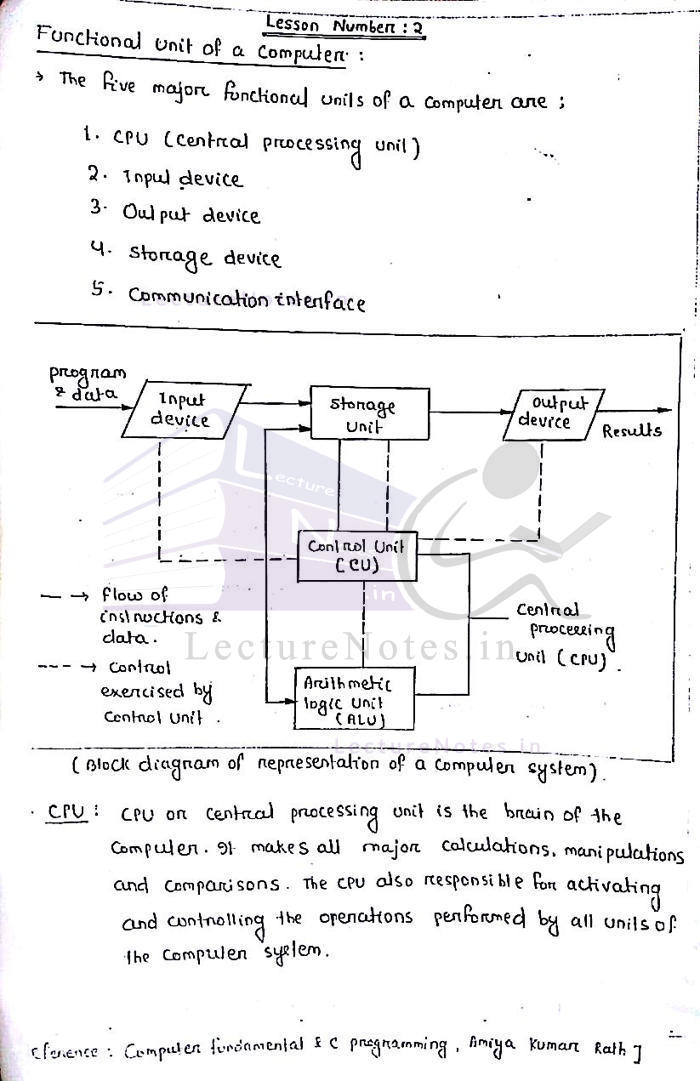 Lesson Number : 2
Functional unit of a computer :
→ The five major functional units of a computer are ;
1. CPU (Central processing unit)
2. Input device
3. Output device
4. Storage device
5. Communication interface
program
& data
Input
device
Storage
Unit
Output
device
Results
Lecture
N
.in
Control Unit
(CU)
— → Flow of
instructions &
data.
--- → Control
exercised by
Control Unit .
Central
processing
Unit (CPU) .
LectureNotes.in
Arithmetic
logic Unit
(ALU)
LectureNotes.in
(Block diagram of representation of a computer system) .
· CPU : CPU or Central processing unit is the brain of the
computer. It makes all major calculations, manipulations
and comparisons. The CPU also responsible for activating
and controlling the operations performed by all units of
the computer system.
eference : Computer fundamental & C programming , Amiya Kumar Rath ]